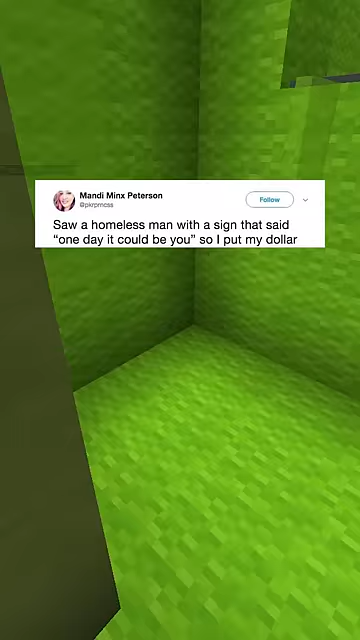 Mandi Minx Peterson
@pkrpmcss
Follow
Saw a homeless man with a sign that said
“one day it could be you” so I put my dollar